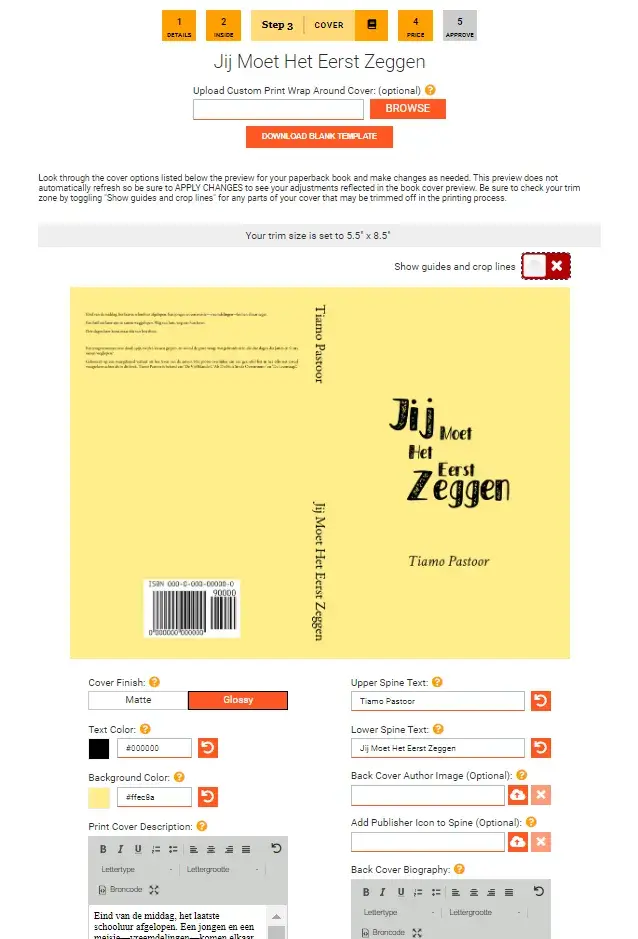 1
DETAILS
2
INSIDE
Step 3
COVER
4
PRICE
5
APPROVE
Jij Moet Het Eerst Zeggen
Upload Custom Print Wrap Around Cover: (optional)
BROWSE
DOWNLOAD BLANK TEMPLATE
Look through the cover options listed below the preview for your paperback book and make changes as needed. This preview does not
automatically refresh so be sure to APPLY CHANGES to see your adjustments reflected in the book cover preview. Be sure to check your trim
zone by toggling "Show guides and crop lines" for any parts of your cover that may be trimmed off in the printing process.
Your trim size is set to 5.5" x 8.5"
Show guides and crop lines
Tiamo Pastoor
Jij Moet Het Eerst Zeggen
Jij Moet
Het
Eerst
Zeggen
Tiamo Pastoor
ISBN 000-0-000-00000-0
90000
0 000000 000000
Cover Finish:
Matte
Glossy
Text Color:
#000000
Background Color:
#ffec8a
Print Cover Description:
B I U
Lettertype
Lettergrootte
Broncode
Eind van de middag, het laatste
schooluur afgelopen. Een jongen en een
meisje—vreemdelingen—komen elkaar
Upper Spine Text:
Tiamo Pastoor
Lower Spine Text:
Jij Moet Het Eerst Zeggen
Back Cover Author Image (Optional):
Add Publisher Icon to Spine (Optional):
Back Cover Biography:
B I U
Lettertype
Lettergrootte
Broncode